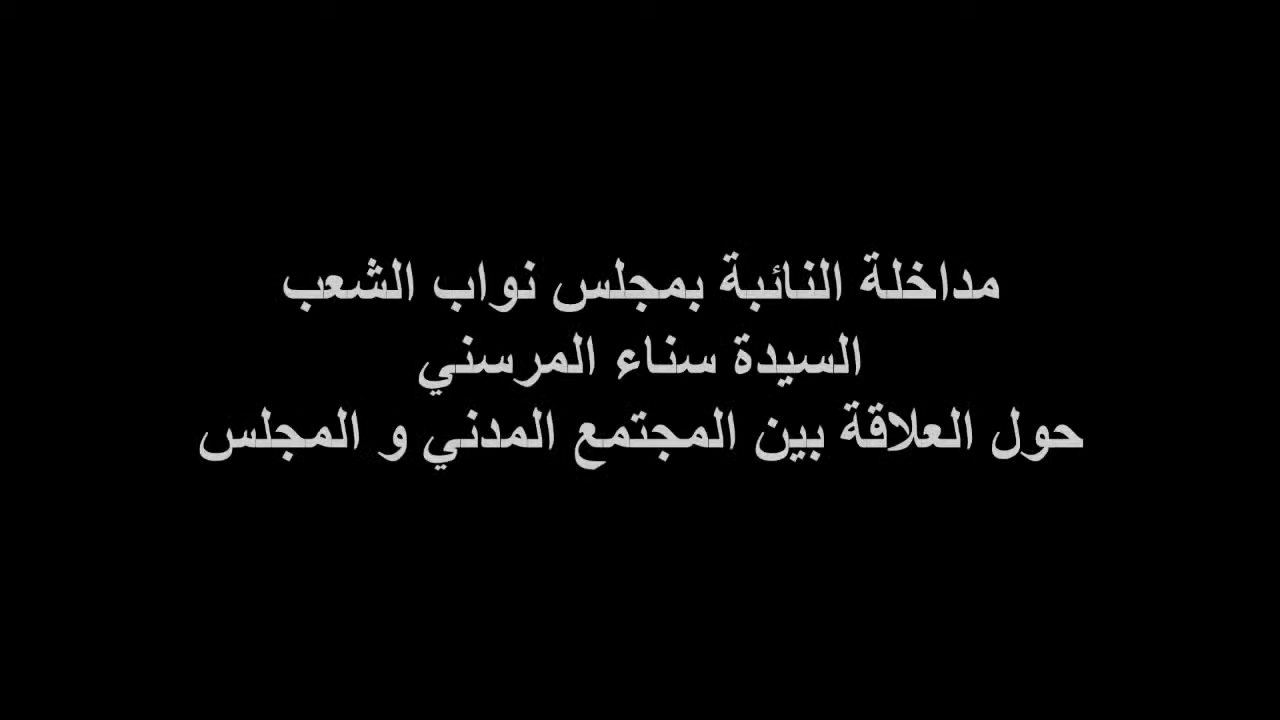 مداخلة النائبة بمجلس نواب الشعب
السيدة سناء المرسني
حول العلاقة بين المجتمع المدني و المجلس